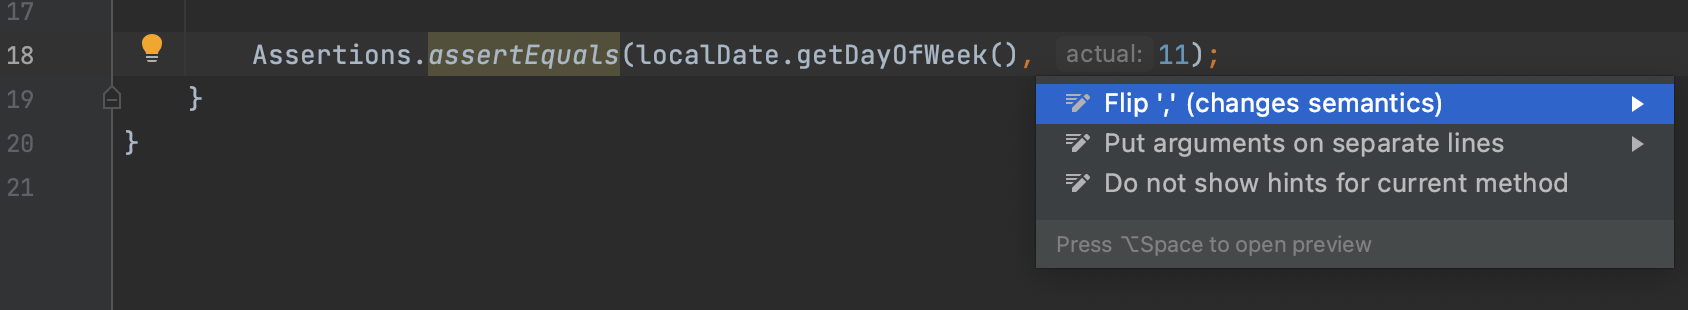 17
18 Assertions.assertEquals(localDate.getDayOfWeek(), actual: 11);
Flip ',' (changes semantics)
19 }
Put arguments on separate lines
20 }
Do not show hints for current method
21
Press ⌥Space to open preview